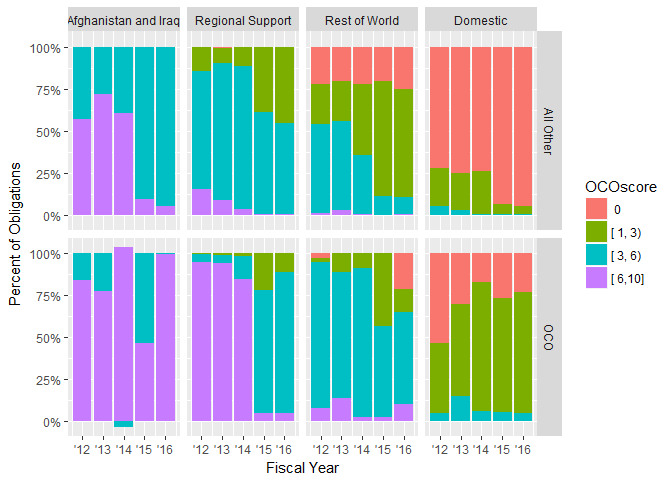 Afghanistan and Iraq Regional Support Rest of World Domestic
100%
75%
50%
25%
0%
All Other
100%
75%
50%
25%
0%
OCO
Percent of Obligations
'12 '13 '14 '15 '16 '12 '13 '14 '15 '16 '12 '13 '14 '15 '16 '12 '13 '14 '15 '16
Fiscal Year
OCOscore
0
[ 1, 3)
[ 3, 6)
[ 6,10]